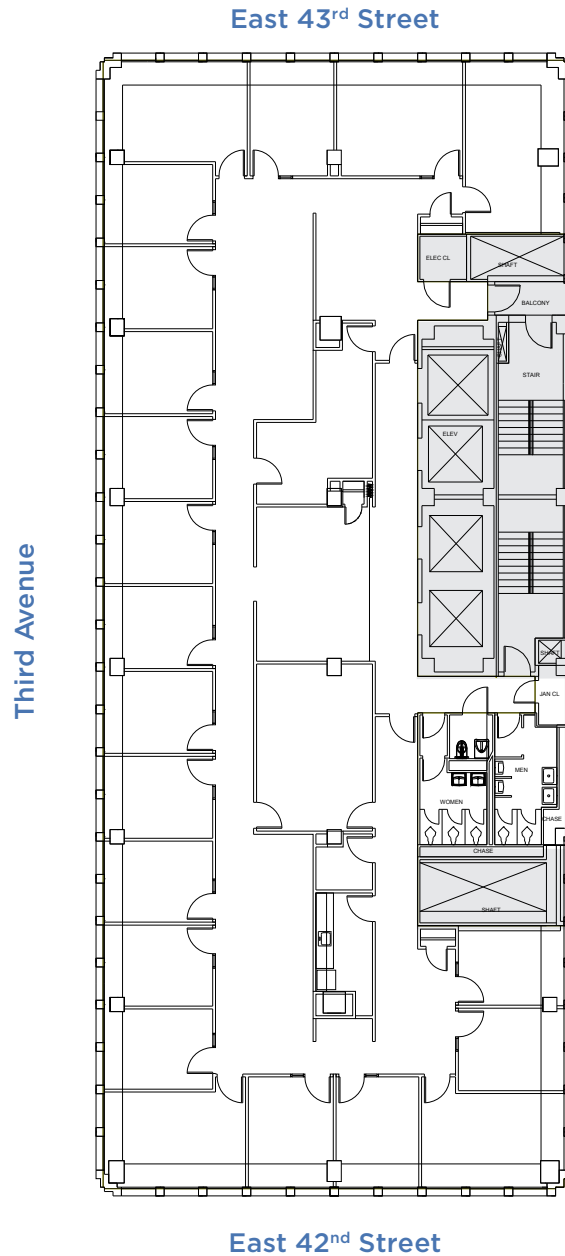 East 43rd Street
ELEC CL
SHAFT
BALCONY
STAIR
ELEV
Third Avenue
SHAFT
JAN CL
MEN
WOMEN
CHASE
CHASE
SHAFT
East 42nd Street